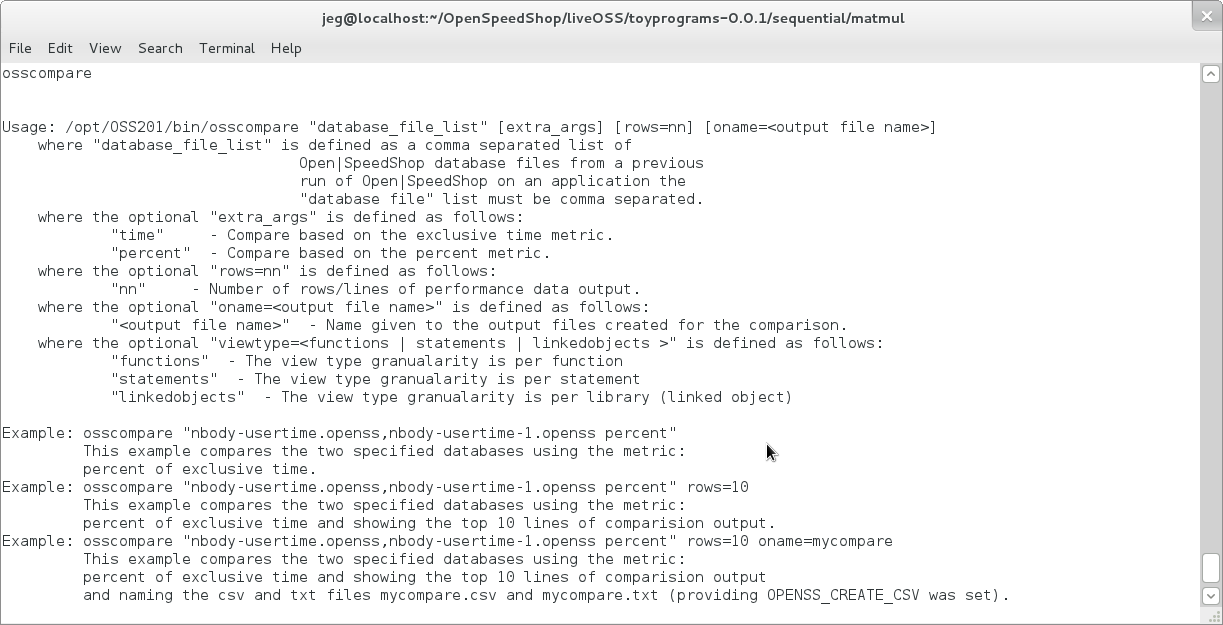 jeg@localhost:~/OpenSpeedShop/liveOSS/toyprograms-0.0.1/sequential/matmul
File Edit View Search Terminal Help
osscompare
Usage: /opt/OSS201/bin/osscompare "database_file_list" [extra_args] [rows=nn] [oname=<output file name>]
where "database_file_list" is defined as a comma separated list of
Open|SpeedShop database files from a previous
run of Open|SpeedShop on an application the
"database file" list must be comma separated.
where the optional "extra_args" is defined as follows:
"time" - Compare based on the exclusive time metric.
"percent" - Compare based on the percent metric.
where the optional "rows=nn" is defined as follows:
"nn" - Number of rows/lines of performance data output.
where the optional "oname=<output file name>" is defined as follows:
"<output file name>" - Name given to the output files created for the comparison.
where the optional "viewtype=<functions | statements | linkedobjects >" is defined as follows:
"functions" - The view type granualarity is per function
"statements" - The view type granualarity is per statement
"linkedobjects" - The view type granualarity is per library (linked object)
Example: osscompare "nbody-usertime.openss,nbody-usertime-1.openss percent"
This example compares the two specified databases using the metric:
percent of exclusive time.
Example: osscompare "nbody-usertime.openss,nbody-usertime-1.openss percent" rows=10
This example compares the two specified databases using the metric:
percent of exclusive time and showing the top 10 lines of comparision output.
Example: osscompare "nbody-usertime.openss,nbody-usertime-1.openss percent" rows=10 oname=mycompare
This example compares the two specified databases using the metric:
percent of exclusive time and showing the top 10 lines of comparision output
and naming the csv and txt files mycompare.csv and mycompare.txt (providing OPENSS_CREATE_CSV was set).